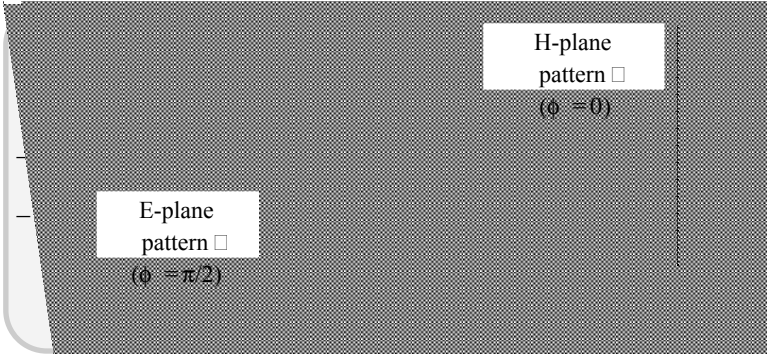 H-plane
pattern □
(ϕ = 0)
E-plane
pattern □
(ϕ = π/2)